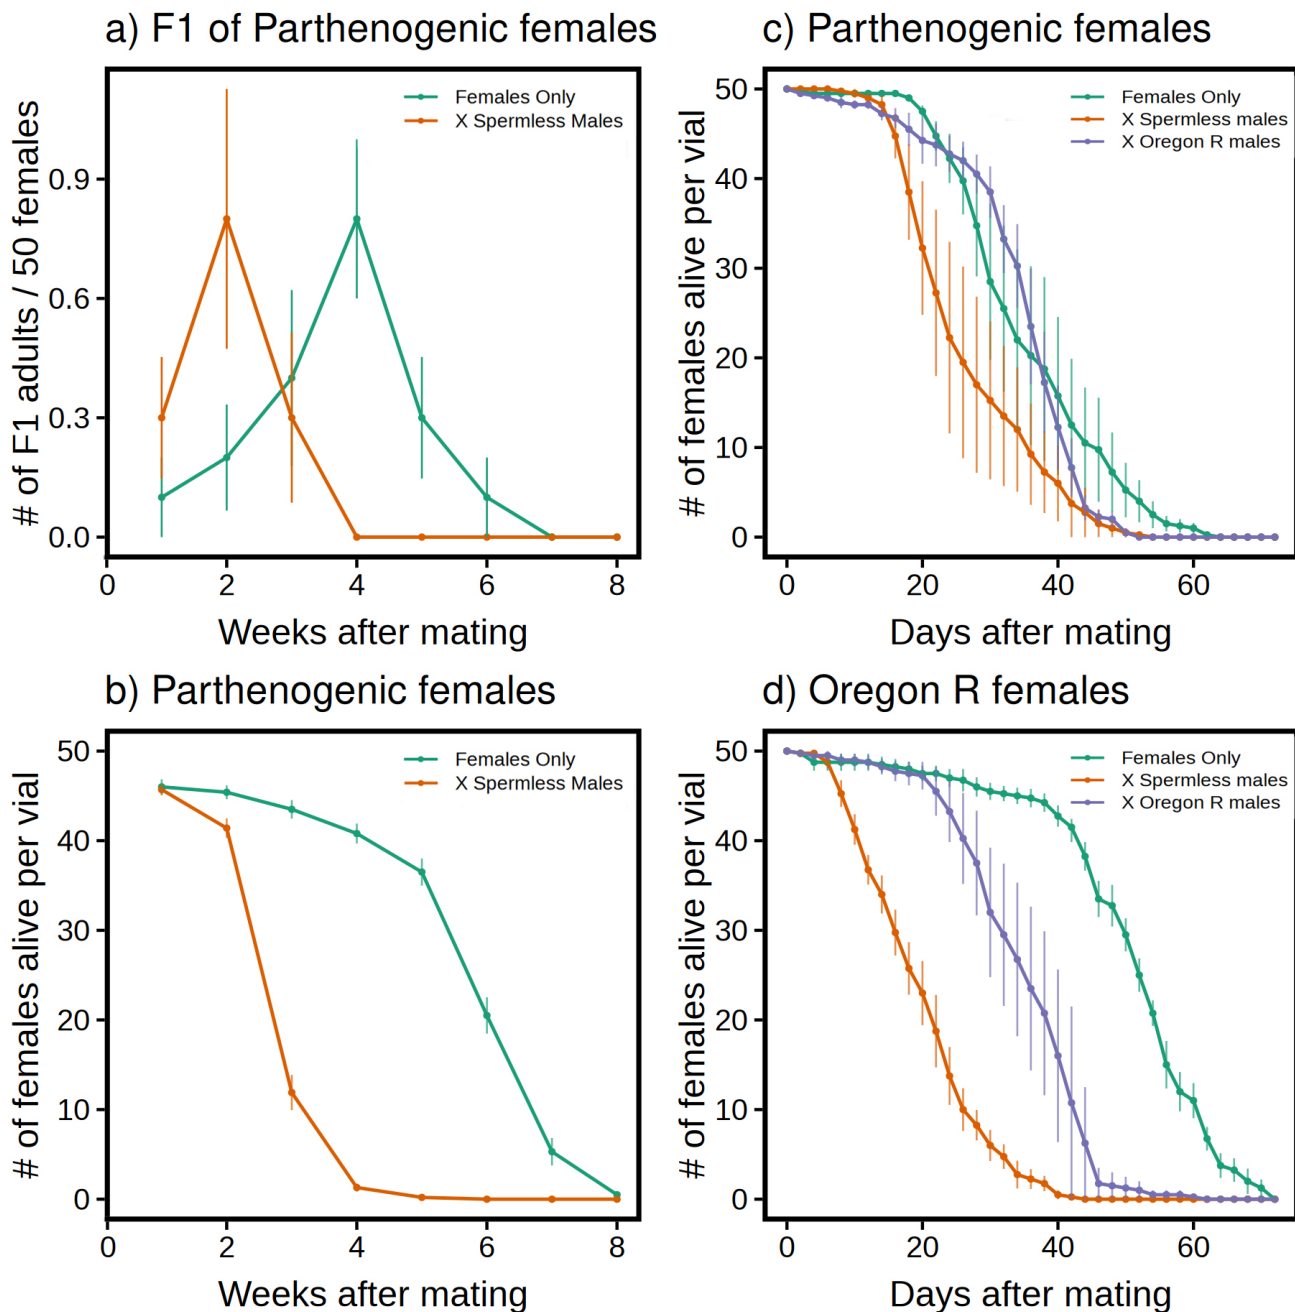 a) F1 of Parthenogenic females
# of F1 adults / 50 females
0.9
0.6
0.3
0.0
Females Only
X Spermless Males
0 2 4 6 8
Weeks after mating
c) Parthenogenic females
# of females alive per vial
50
40
30
20
10
0
Females Only
X Spermless males
X Oregon R males
0 20 40 60
Days after mating
b) Parthenogenic females
# of females alive per vial
50
40
30
20
10
0
Females Only
X Spermless Males
0 2 4 6 8
Weeks after mating
d) Oregon R females
# of females alive per vial
50
40
30
20
10
0
Females Only
X Spermless males
X Oregon R males
0 20 40 60
Days after mating